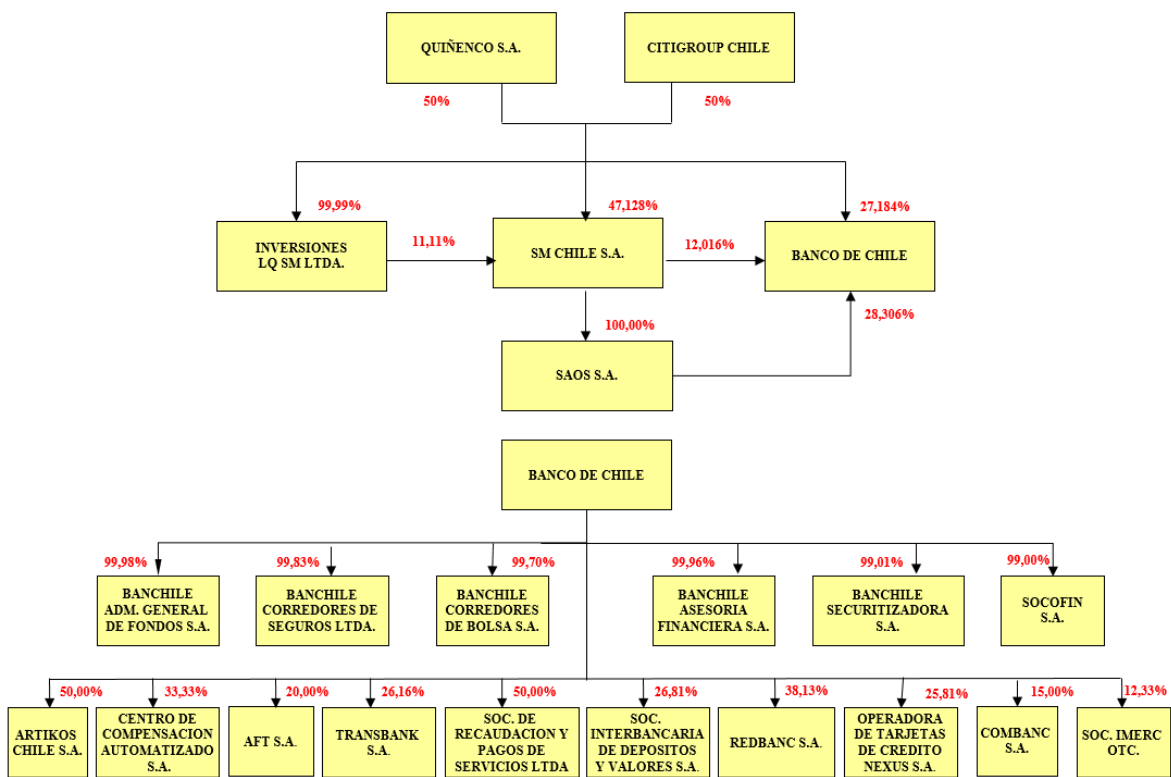 QUIÑENCO S.A.
CITIGROUP CHILE
50%
50%
99,99%
47,128%
27,184%
INVERSIONES
LQ SM LTDA.
11,11%
SM CHILE S.A.
12,016%
BANCO DE CHILE
100,00%
28,306%
SAOS S.A.
BANCO DE CHILE
99,98%
99,83%
99,70%
99,96%
99,01%
99,00%
BANCHILE
ADM. GENERAL
DE FONDOS S.A.
BANCHILE
CORREDORES DE
SEGUROS LTDA.
BANCHILE
CORREDORES
DE BOLSA S.A.
BANCHILE
ASESORIA
FINANCIERA S.A.
BANCHILE
SECURITIZADORA
S.A.
SOCOFIN
S.A.
50,00%
33,33%
20,00%
26,16%
50,00%
26,81%
38,13%
25,81%
15,00%
12,33%
ARTIKOS
CHILE S.A.
CENTRO DE
COMPENSACION
AUTOMATIZADO
S.A.
AFT S.A.
TRANSBANK
S.A.
SOC. DE
RECAUDACION Y
PAGOS DE
SERVICIOS LTDA
SOC.
INTERBANCARIA
DE DEPOSITOS
Y VALORES S.A.
REDBANC S.A.
OPERADORA
DE TARJETAS
DE CREDITO
NEXUS S.A.
COMBANC
S.A.
SOC. IMERC
OTC.